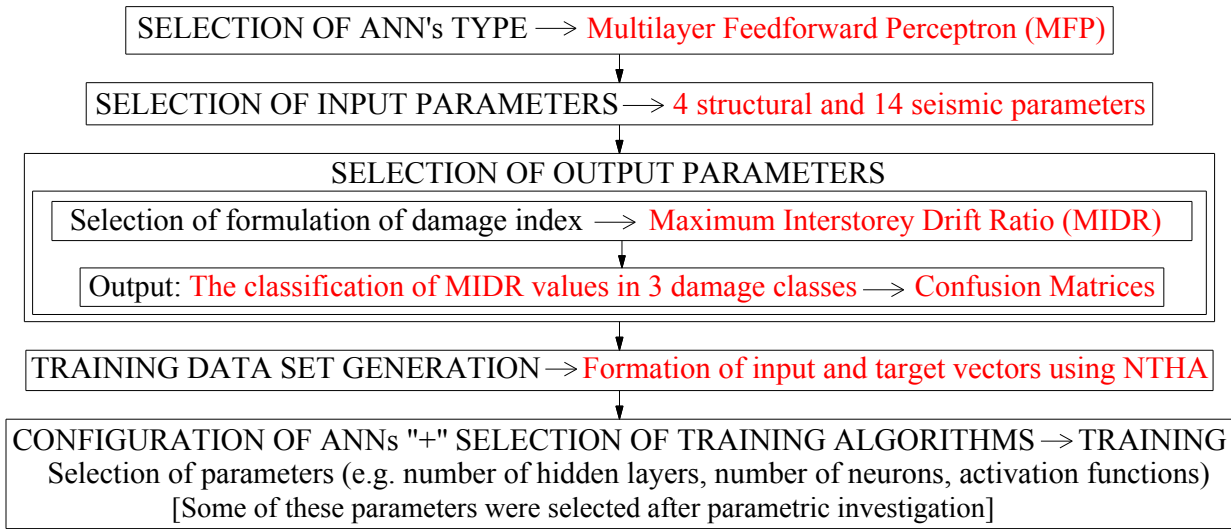 SELECTION OF ANN's TYPE → Multilayer Feedforward Perceptron (MFP)
SELECTION OF INPUT PARAMETERS → 4 structural and 14 seismic parameters
SELECTION OF OUTPUT PARAMETERS
Selection of formulation of damage index → Maximum Interstorey Drift Ratio (MIDR)
Output: The classification of MIDR values in 3 damage classes → Confusion Matrices
TRAINING DATA SET GENERATION → Formation of input and target vectors using NTHA
CONFIGURATION OF ANNs "+" SELECTION OF TRAINING ALGORITHMS → TRAINING
Selection of parameters (e.g. number of hidden layers, number of neurons, activation functions)
[Some of these parameters were selected after parametric investigation]